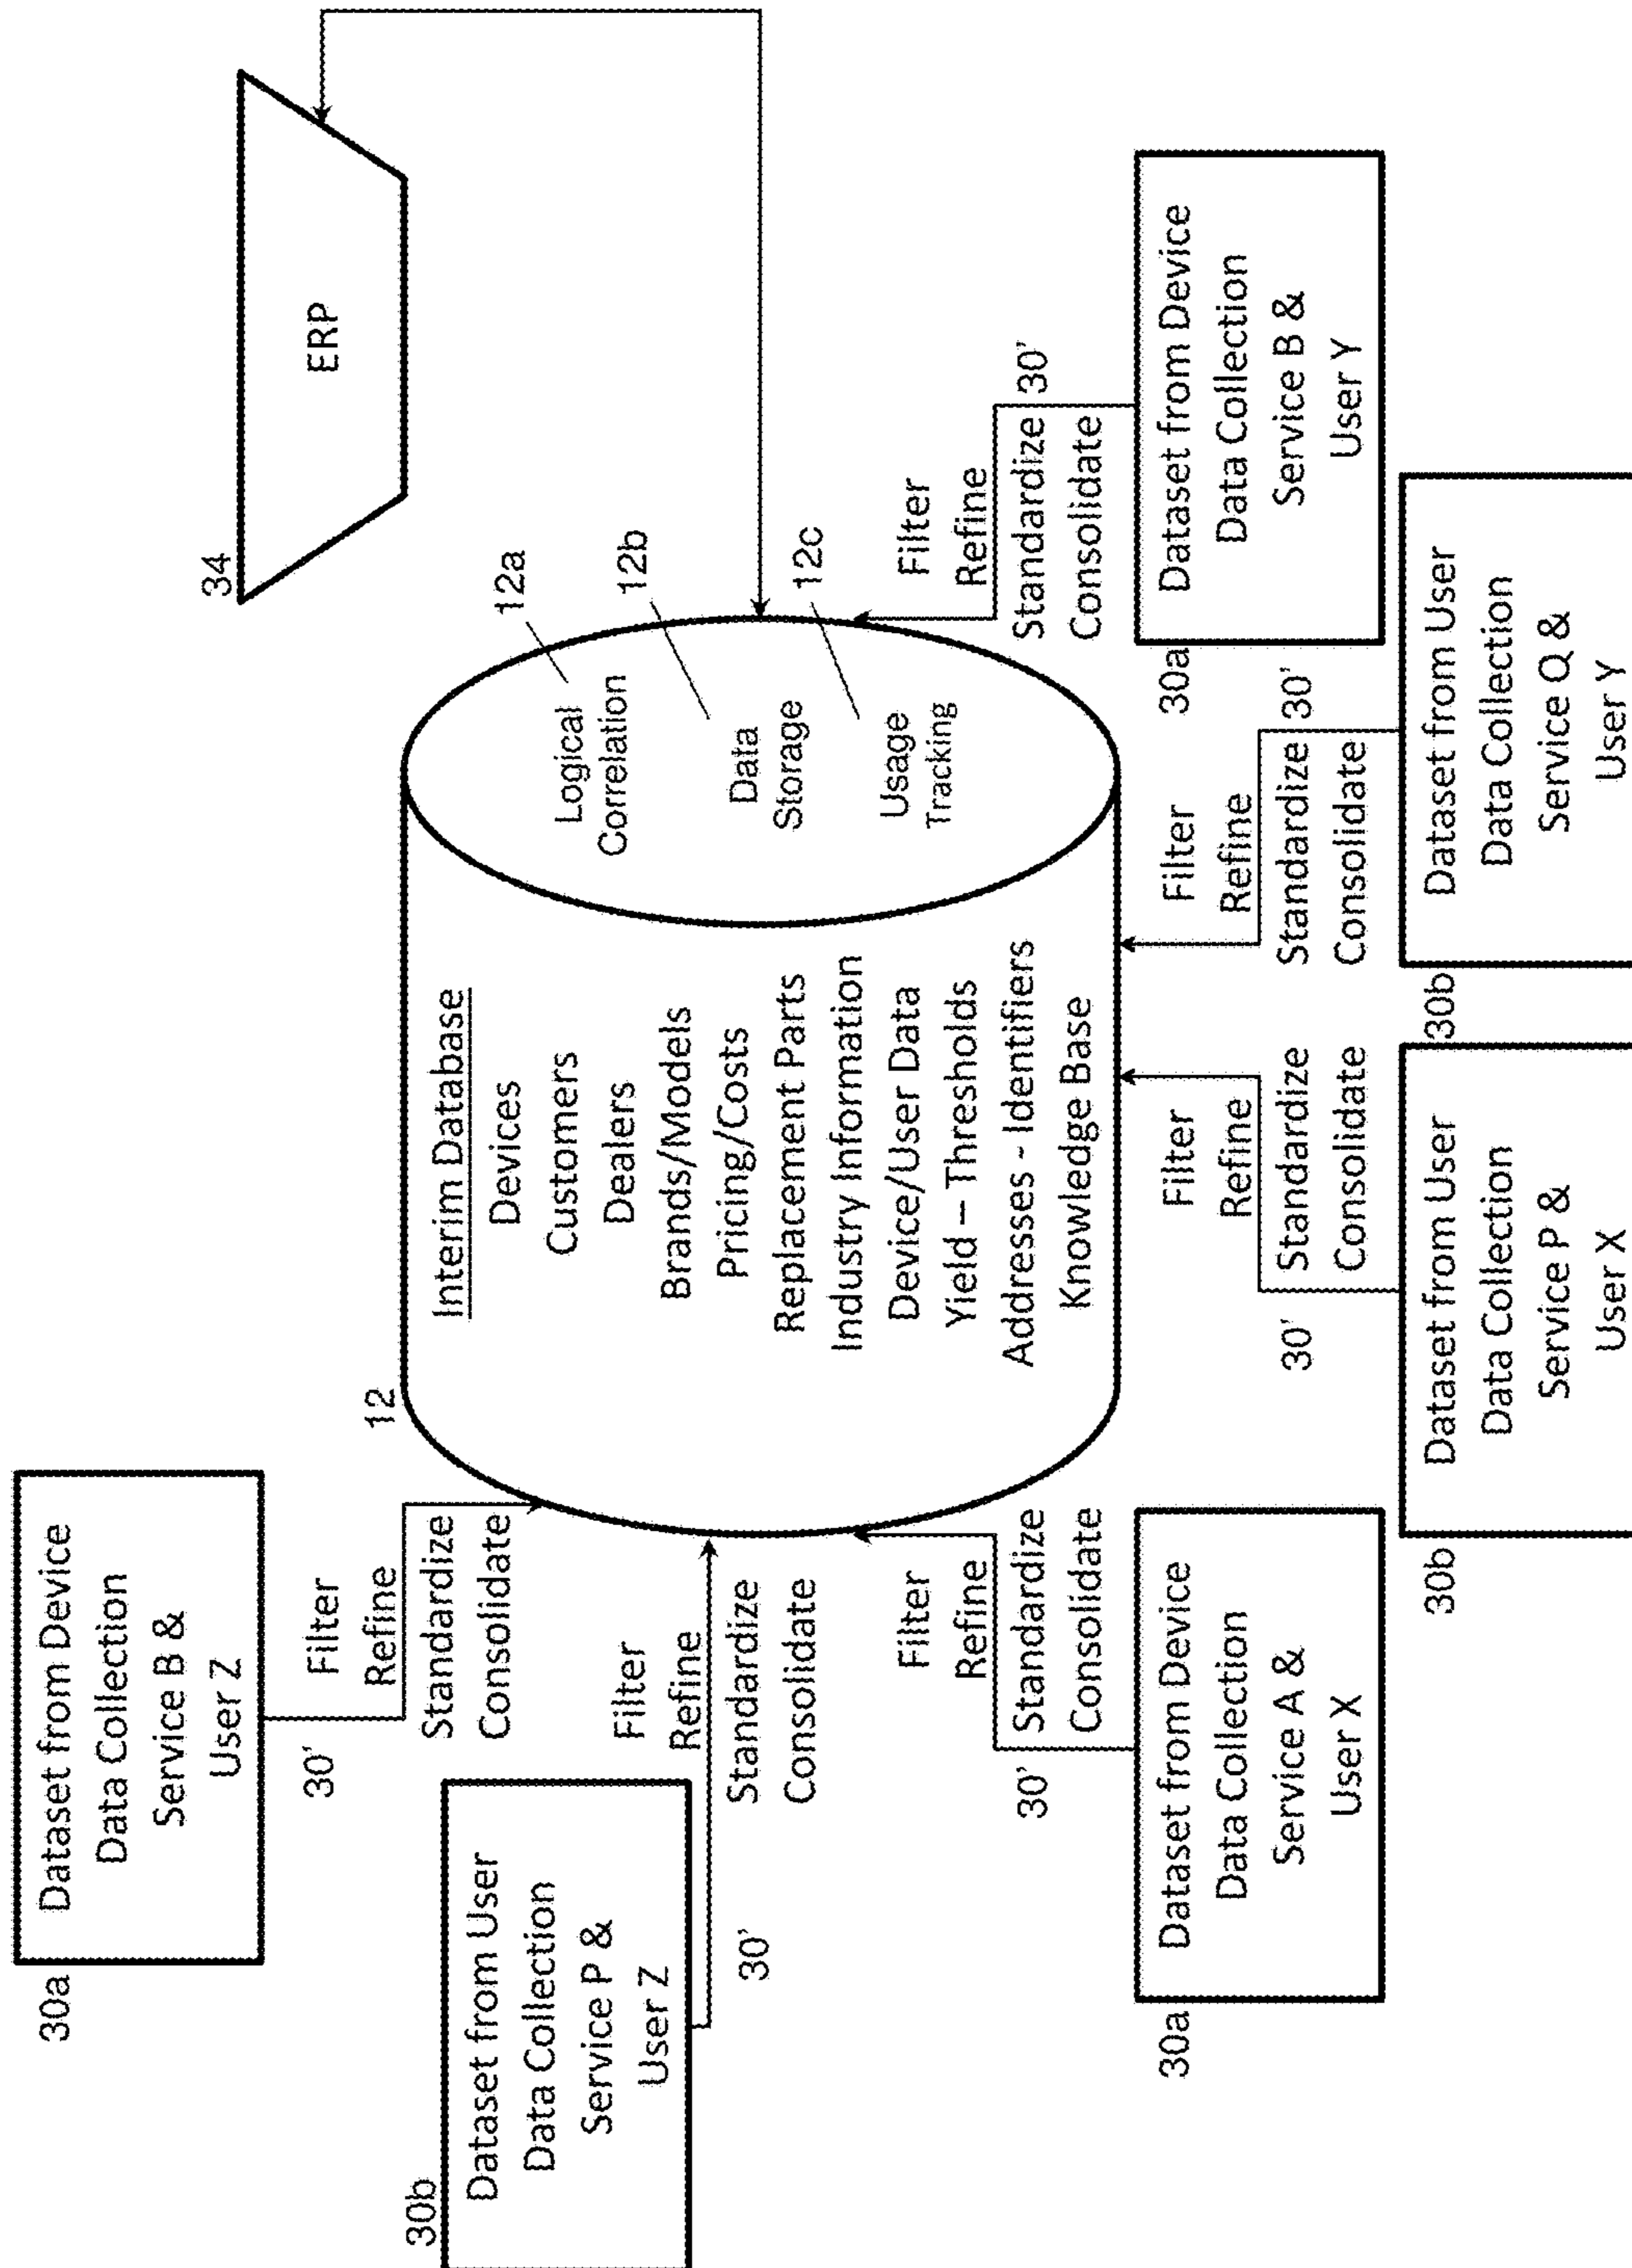 30a
Dataset from Device
Data Collection
Service B &
User Z
30'
Filter
Refine
Standardize
Consolidate
30b
Dataset from User
Data Collection
Service P &
User Z
30'
Filter
Refine
Standardize
Consolidate
34
ERP
12
Interim Database
Devices
Customers
Dealers
Brands/Models
Pricing/Costs
Replacement Parts
Industry Information
Device/User Data
Yield – Thresholds
Addresses - Identifiers
Knowledge Base
Logical
Correlation
12a
Data
Storage
12b
Usage
Tracking
12c
30a
Dataset from Device
Data Collection
Service A &
User X
30'
Filter
Refine
Standardize
Consolidate
30b
Dataset from User
Data Collection
Service P &
User X
30'
Filter
Refine
Standardize
Consolidate
30b
Dataset from User
Data Collection
Service Q &
User Y
30'
Filter
Refine
Standardize
Consolidate
30a
Dataset from Device
Data Collection
Service B &
User Y
30'
Filter
Refine
Standardize
Consolidate